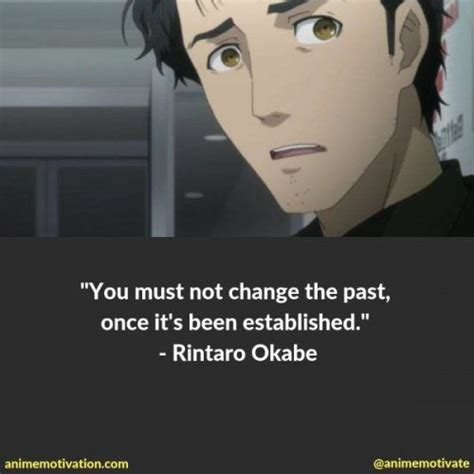 "You must not change the past,
once it's been established."
- Rintaro Okabe
animemotivation.com
@animemotivate